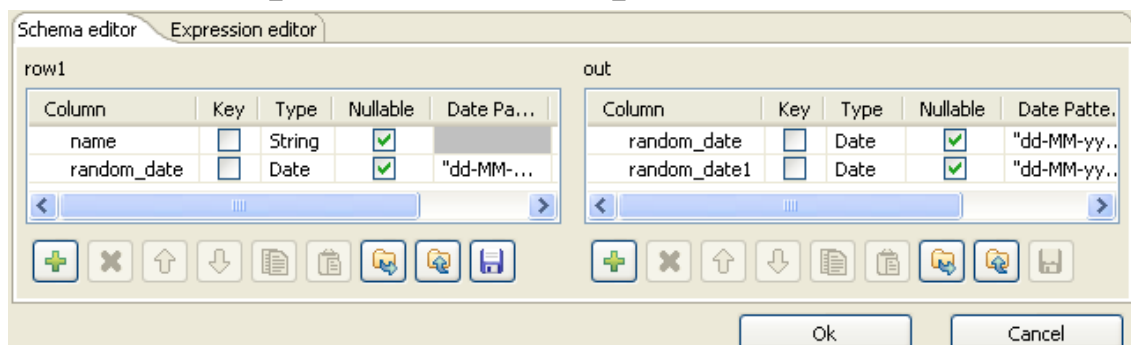 Schema editor Expression editor
row1 out
Column Key Type Nullable Date Pa... Column Key Type Nullable Date Patte.
name String random_date Date "dd-MM-yy..
random_date Date "dd-MM-... random_date1 Date "dd-MM-yy..
Ok Cancel